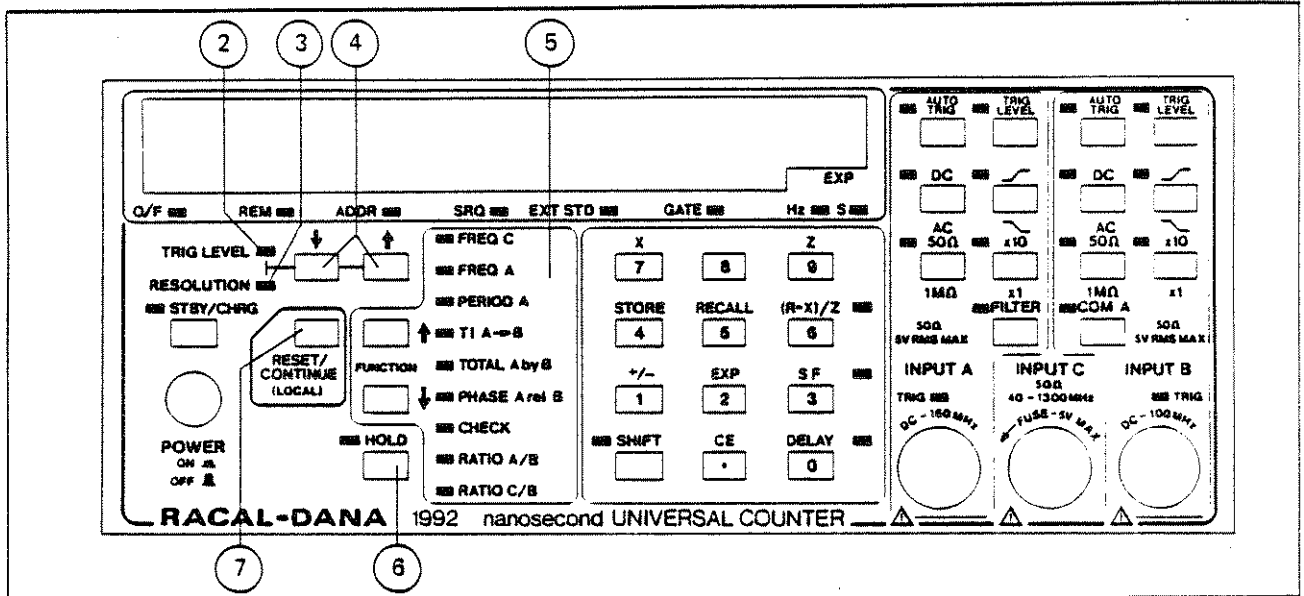 2 3 4 5
AUTO TRIG TRIG LEVEL AUTO TRIG TRIG LEVEL
EXP DC DC
O/F REM ADDR SRQ EXT STD GATE Hz S
TRIG LEVEL
RESOLUTION
STBY/CHRG
RESET/
CONTINUE
(LOCAL)
FUNCTION
POWER
ON
OFF
HOLD
FREQ C
FREQ A
PERIOD A
TI A→B
TOTAL A by B
PHASE A rel B
CHECK
RATIO A/B
RATIO C/B
X Z
7 8 9
STORE RECALL (R-X)/Z
4 5 6
+/- EXP SF
1 2 3
SHIFT CE DELAY
. 0
AC 50Ω x10 AC 50Ω x10
1MΩ x1 1MΩ x1
FILTER COM A
50Ω
5V RMS MAX
50Ω
5V RMS MAX
INPUT A INPUT C INPUT B
50Ω
40-1300MHz
TRIG TRIG
DC-160MHz FUSE-5V MAX DC-100MHz
RACAL-DANA 1992 nanosecond UNIVERSAL COUNTER
7 6